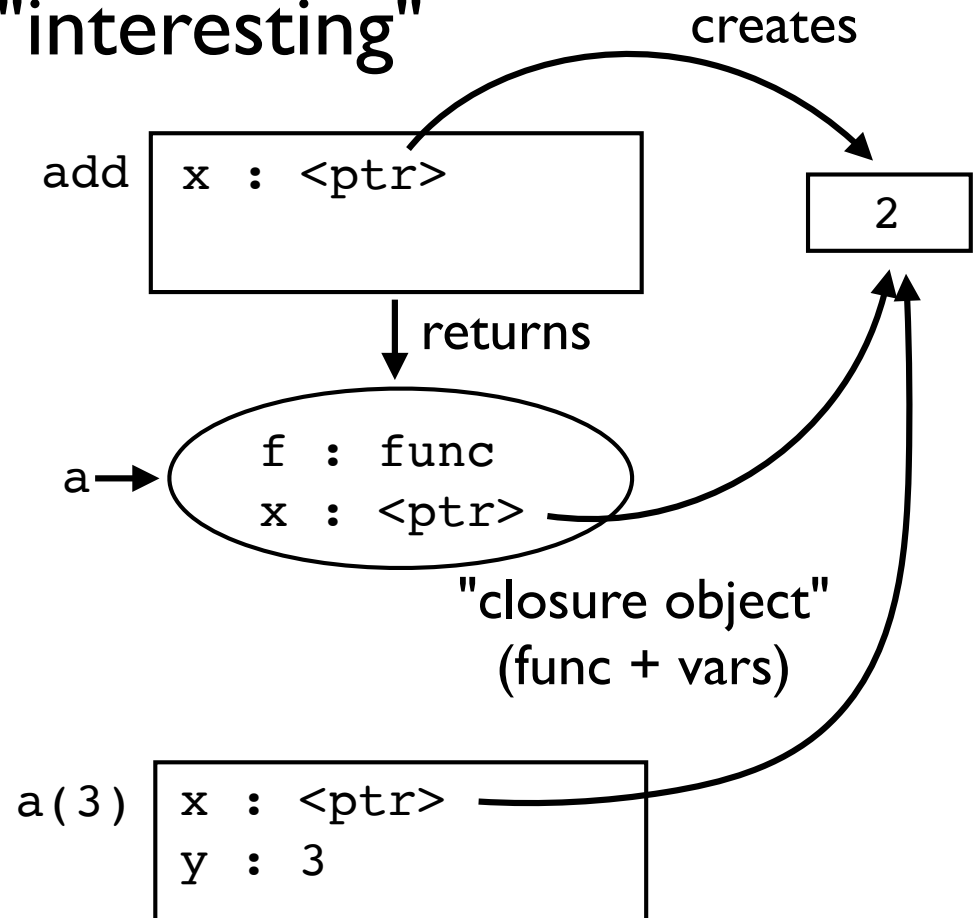 "interesting"
creates
add
x : <ptr>
2
returns
a
f : func
x : <ptr>
"closure object"
(func + vars)
a(3)
x : <ptr>
y : 3